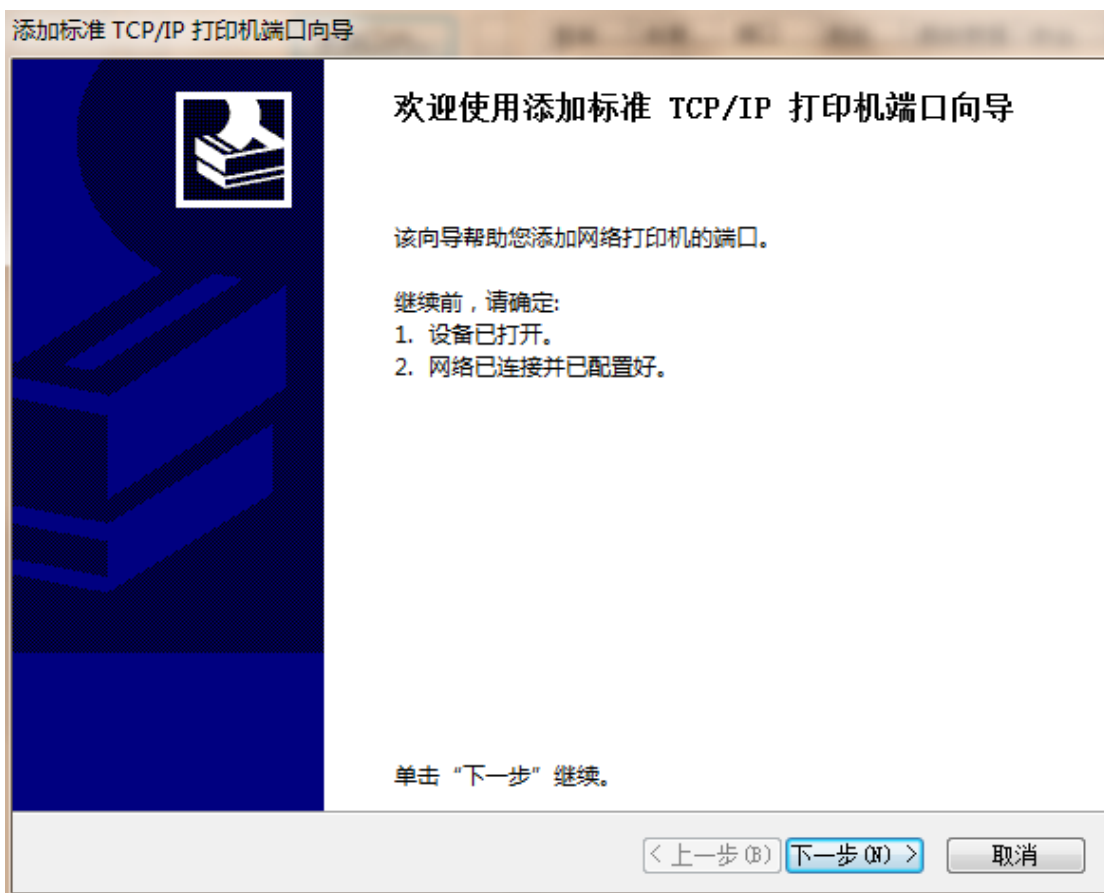 添加标准 TCP/IP 打印机端口向导
欢迎使用添加标准 TCP/IP 打印机端口向导
该向导帮助您添加网络打印机的端口。
继续前，请确定:
1. 设备已打开。
2. 网络已连接并已配置好。
单击 “下一步” 继续。
< 上一步(B) 下一步(N) > 取消